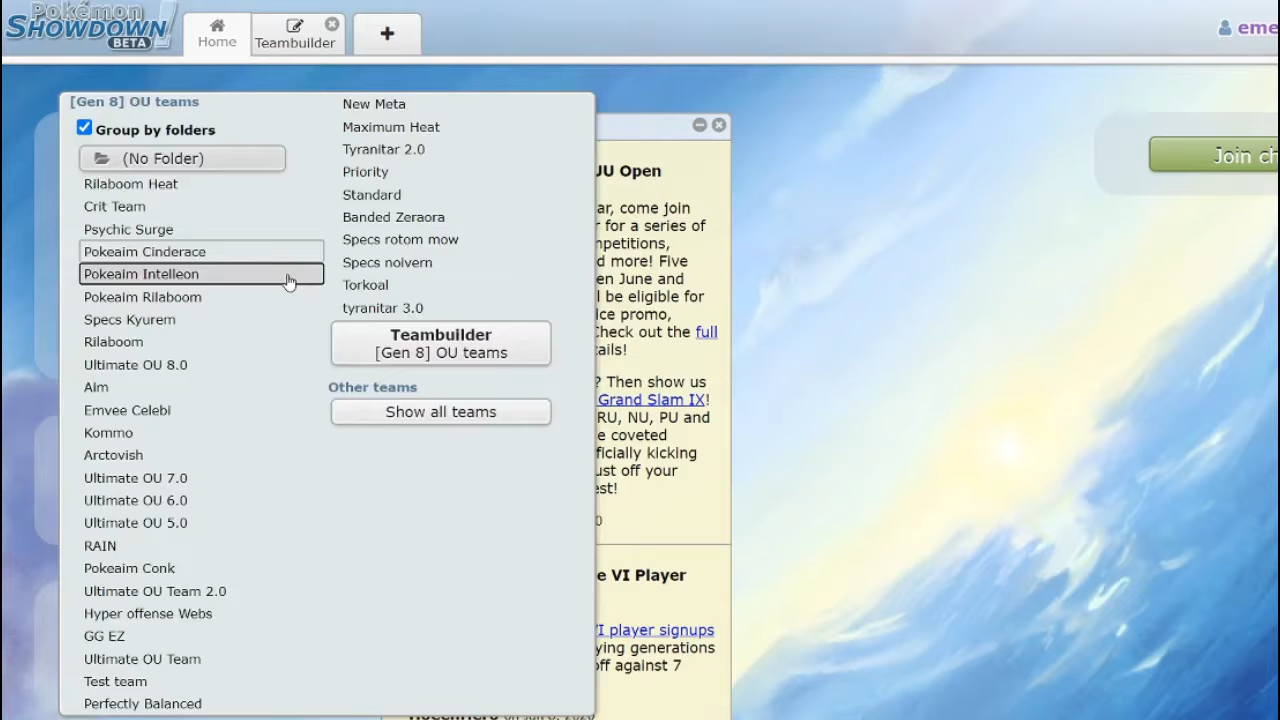 Pokémon
SHOWDOWN!
BETA
Home
Teambuilder
+
eme
[Gen 8] OU teams
Group by folders
(No Folder)
Rilaboom Heat
Crit Team
Psychic Surge
Pokeaim Cinderace
Pokeaim Intelleon
Pokeaim Rilaboom
Specs Kyurem
Rilaboom
Ultimate OU 8.0
Aim
Emvee Celebi
Kommo
Arctovish
Ultimate OU 7.0
Ultimate OU 6.0
Ultimate OU 5.0
RAIN
Pokeaim Conk
Ultimate OU Team 2.0
Hyper offense Webs
GG EZ
Ultimate OU Team
Test team
Perfectly Balanced
New Meta
Maximum Heat
Tyranitar 2.0
Priority
Standard
Banded Zeraora
Specs rotom mow
Specs noivern
Torkoal
tyranitar 3.0
Teambuilder
[Gen 8] OU teams
Other teams
Show all teams
UU Open
ar, come join
r for a series of
mpetitions,
d more! Five
en June and
l be eligible for
ice promo,
Check out the full
ails!
? Then show us
Grand Slam IX!
RU, NU, PU and
e coveted
ficially kicking
ust off your
est!
0
e VI Player
VI player signups
ying generations
off against 7
Join ch